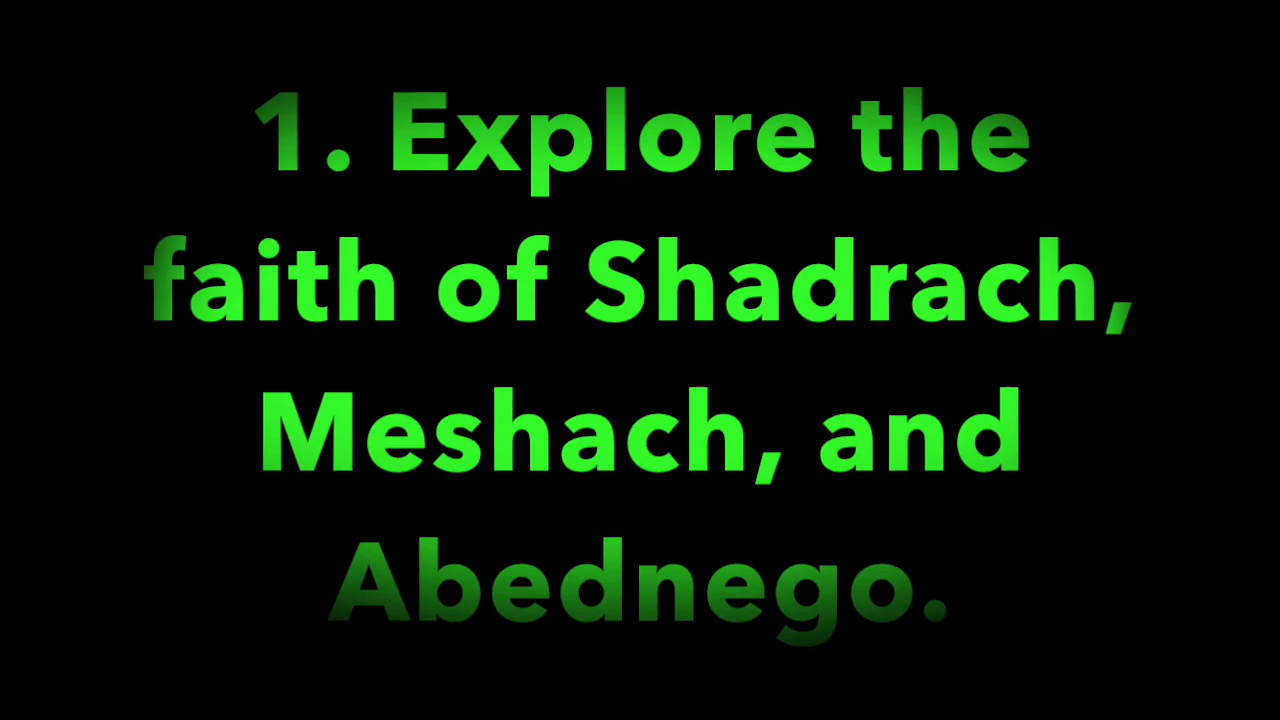 1. Explore the
faith of Shadrach,
Meshach, and
Abednego.